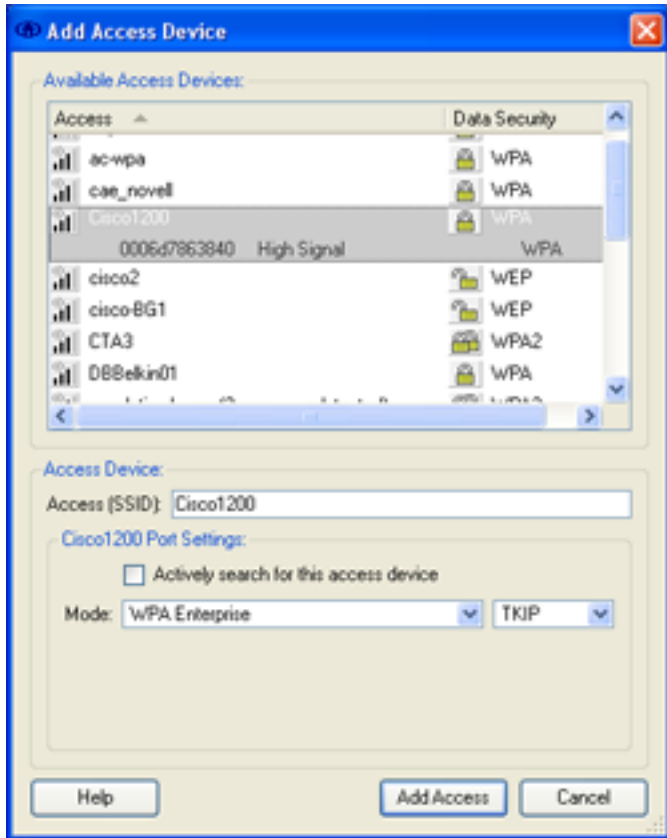 Add Access Device
Available Access Devices:
Access Data Security
ac-wpa WPA
cae_novell WPA
Cisco1200 WPA
0006d7863840 High Signal WPA
cisco2 WEP
cisco-BG1 WEP
CTA3 WPA2
DBBelkin01 WPA
Access Device:
Access (SSID): Cisco1200
Cisco1200 Port Settings:
Actively search for this access device
Mode: WPA Enterprise TKIP
Help Add Access Cancel